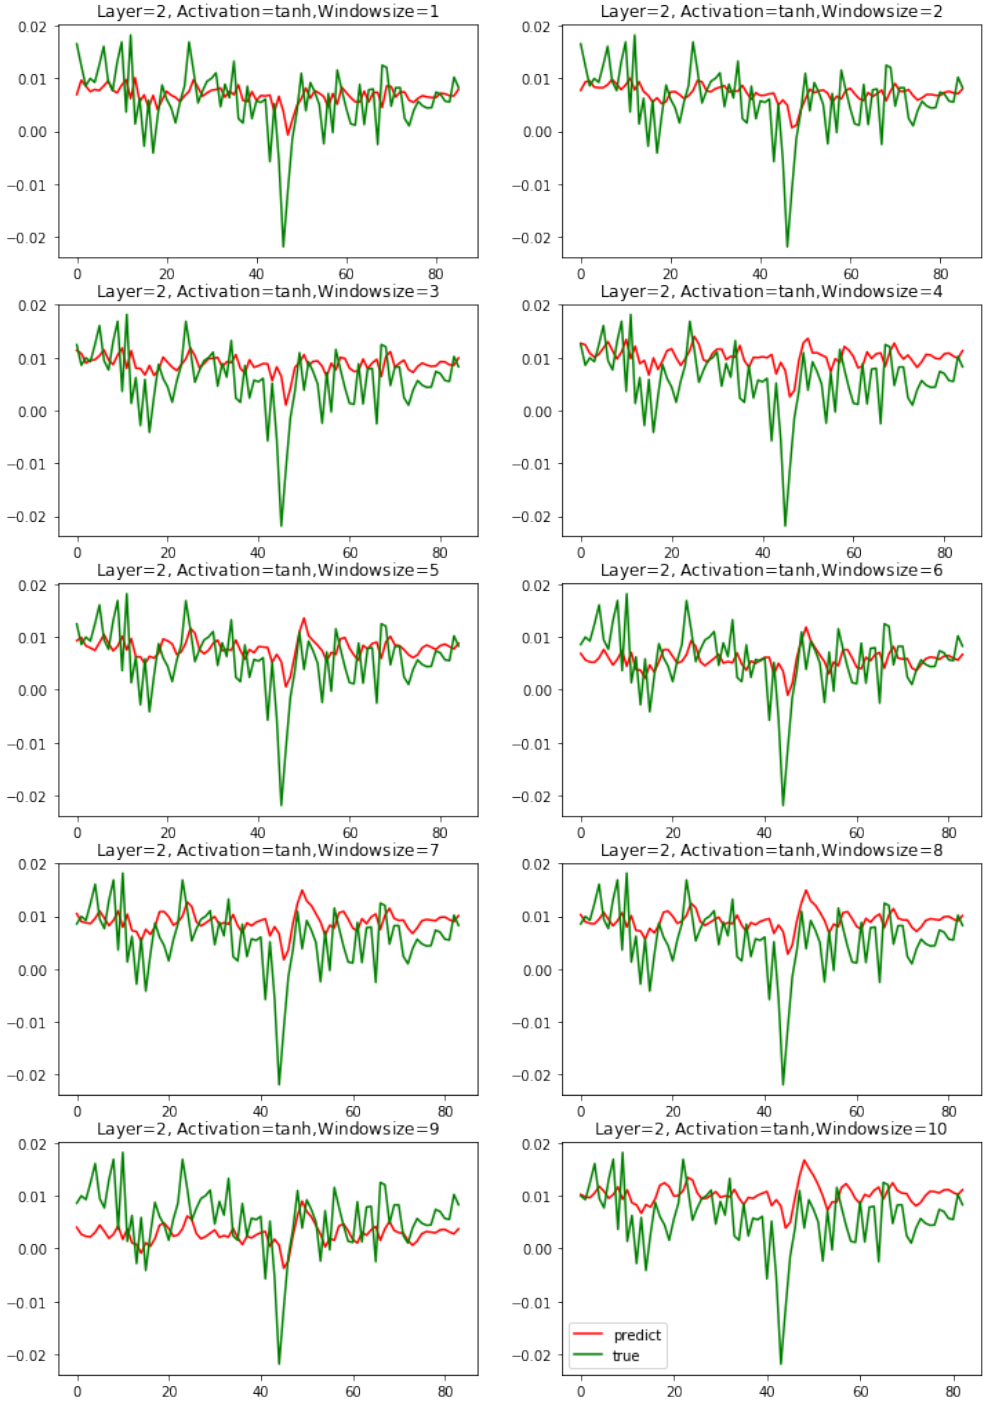 Layer=2, Activation=tanh,Windowsize=1
0.02
0.01
0.00
−0.01
−0.02
0 20 40 60 80
Layer=2, Activation=tanh,Windowsize=2
0.02
0.01
0.00
−0.01
−0.02
0 20 40 60 80
Layer=2, Activation=tanh,Windowsize=3
0.02
0.01
0.00
−0.01
−0.02
0 20 40 60 80
Layer=2, Activation=tanh,Windowsize=4
0.02
0.01
0.00
−0.01
−0.02
0 20 40 60 80
Layer=2, Activation=tanh,Windowsize=5
0.02
0.01
0.00
−0.01
−0.02
0 20 40 60 80
Layer=2, Activation=tanh,Windowsize=6
0.02
0.01
0.00
−0.01
−0.02
0 20 40 60 80
Layer=2, Activation=tanh,Windowsize=7
0.02
0.01
0.00
−0.01
−0.02
0 20 40 60 80
Layer=2, Activation=tanh,Windowsize=8
0.02
0.01
0.00
−0.01
−0.02
0 20 40 60 80
Layer=2, Activation=tanh,Windowsize=9
0.02
0.01
0.00
−0.01
−0.02
0 20 40 60 80
Layer=2, Activation=tanh,Windowsize=10
0.02
0.01
0.00
−0.01
−0.02
predict
true
0 20 40 60 80